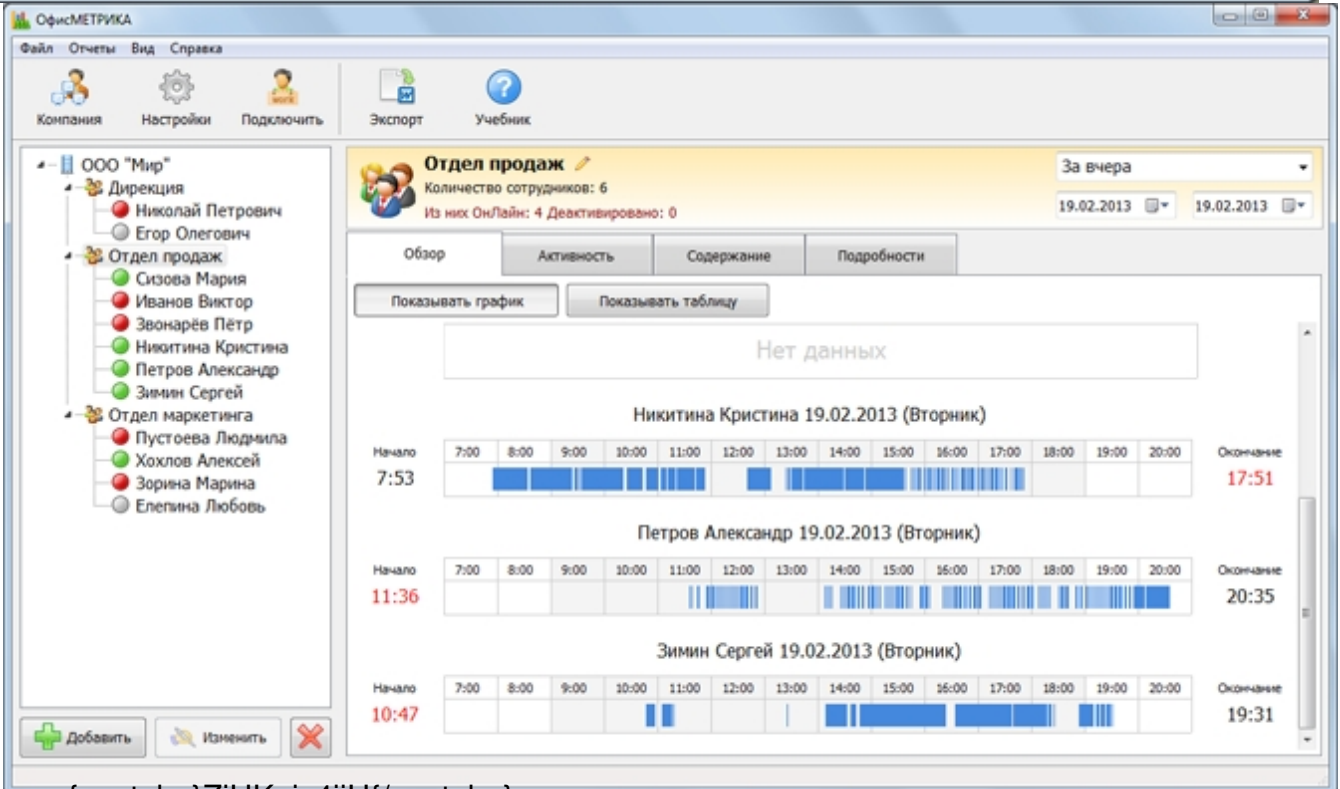 ОфисМЕТРИКА
Файл Отчеты Вид Справка
Компания Настройки Подключить Экспорт Учебник
ООО "Мир"
Дирекция
Николай Петрович
Егор Олегович
Отдел продаж
Сизова Мария
Иванов Виктор
Звонарёв Пётр
Никитина Кристина
Петров Александр
Зимин Сергей
Отдел маркетинга
Пустоева Людмила
Хохлов Алексей
Зорина Марина
Елепина Любовь
Добавить Изменить
Отдел продаж
Количество сотрудников: 6
Из них ОнЛайн: 4 Деактивировано: 0
За вчера
19.02.2013 19.02.2013
Обзор Активность Содержание Подробности
Показывать график Показывать таблицу
Нет данных
Никитина Кристина 19.02.2013 (Вторник)
Начало 7:00 8:00 9:00 10:00 11:00 12:00 13:00 14:00 15:00 16:00 17:00 18:00 19:00 20:00 Окончание
7:53 17:51
Петров Александр 19.02.2013 (Вторник)
Начало 7:00 8:00 9:00 10:00 11:00 12:00 13:00 14:00 15:00 16:00 17:00 18:00 19:00 20:00 Окончание
11:36 20:35
Зимин Сергей 19.02.2013 (Вторник)
Начало 7:00 8:00 9:00 10:00 11:00 12:00 13:00 14:00 15:00 16:00 17:00 18:00 19:00 20:00 Окончание
10:47 19:31